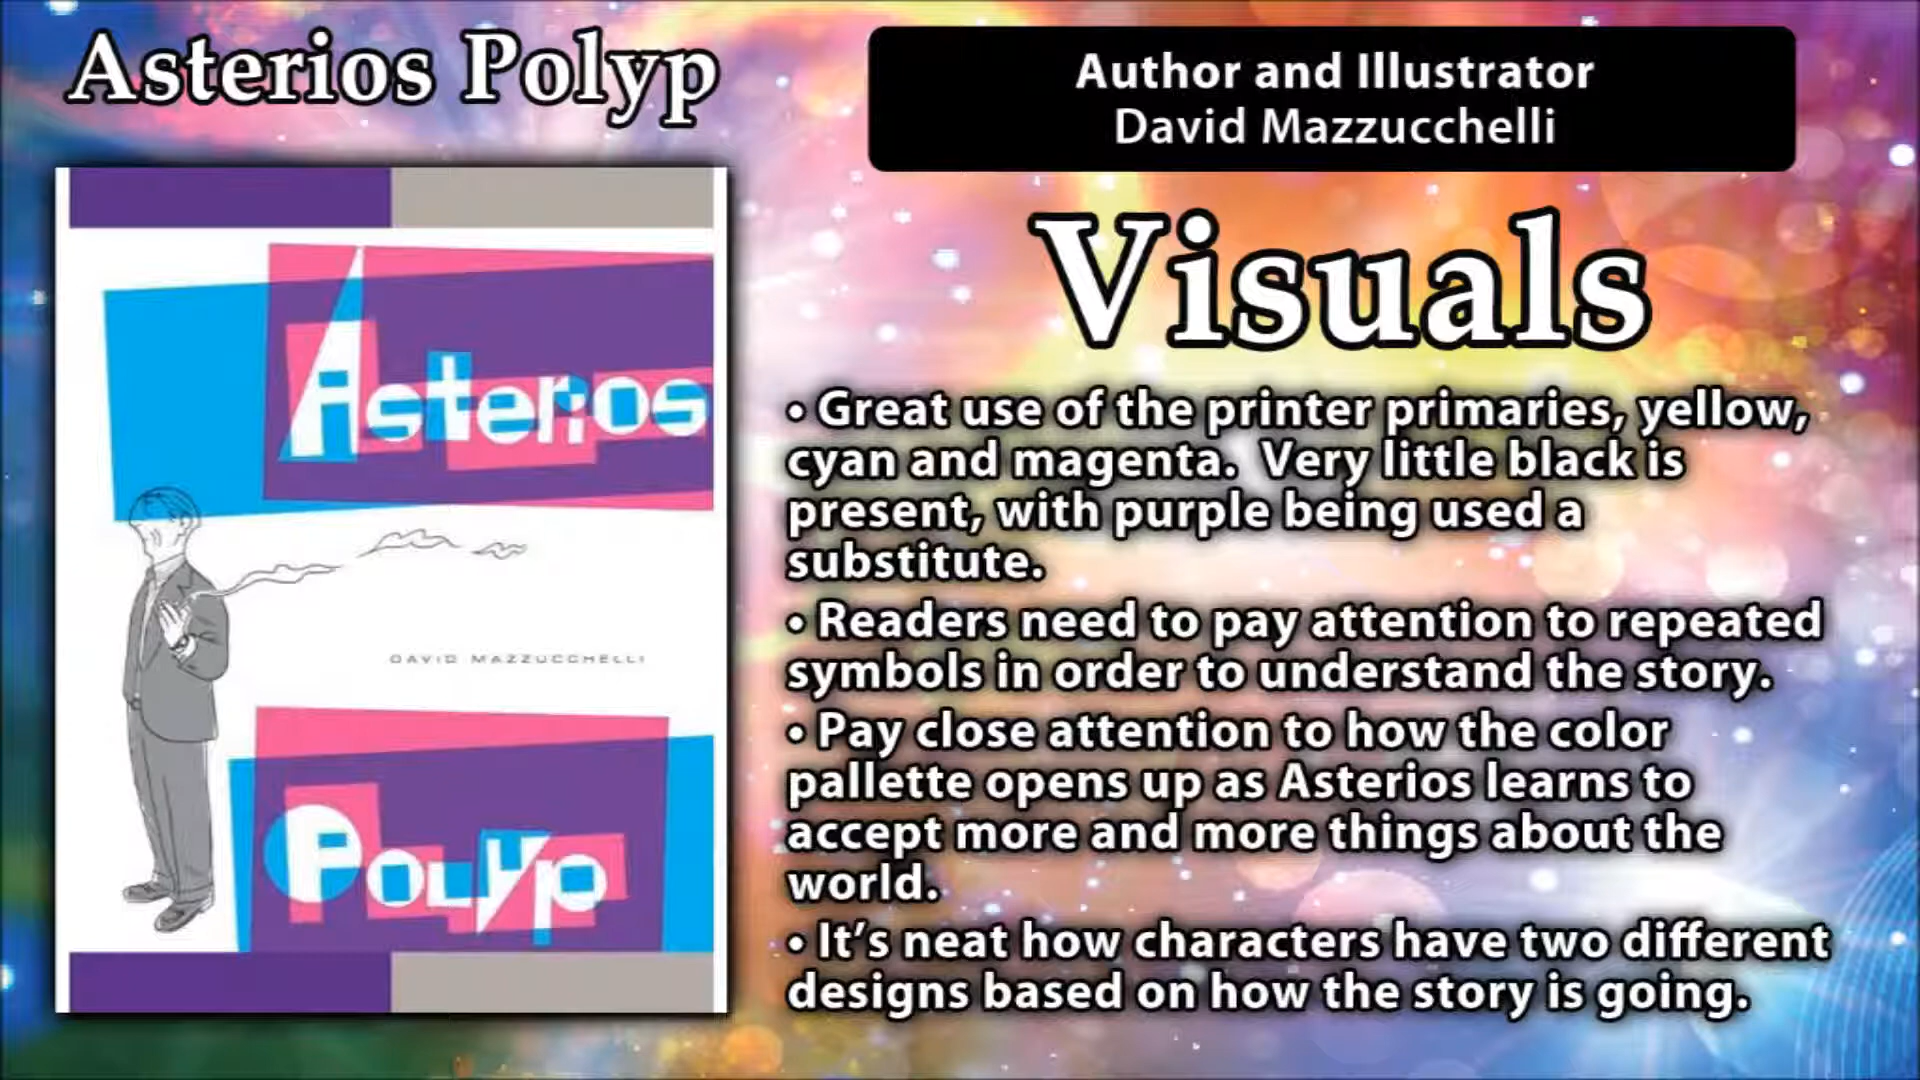 Asterios Polyp
Author and Illustrator
David Mazzucchelli
Asterios
DAVID MAZZUCCHELLI
Polyp
Visuals
• Great use of the printer primaries, yellow,
cyan and magenta.  Very little black is
present, with purple being used a
substitute.
• Readers need to pay attention to repeated
symbols in order to understand the story.
• Pay close attention to how the color
pallette opens up as Asterios learns to
accept more and more things about the
world.
• It’s neat how characters have two different
designs based on how the story is going.